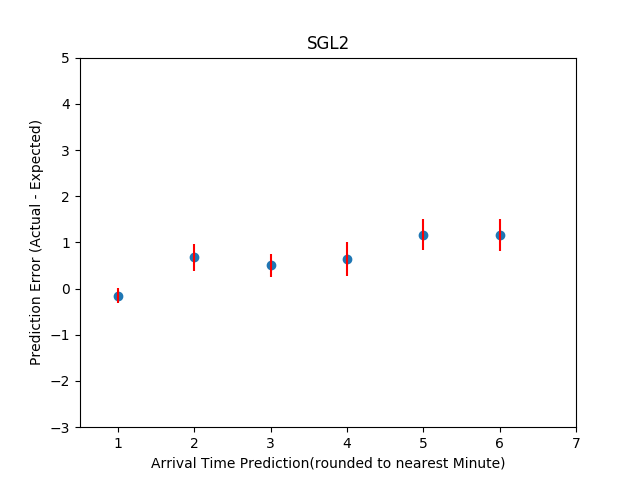 SGL2
Prediction Error (Actual - Expected)
5
4
3
2
1
0
−1
−2
−3
1 2 3 4 5 6 7
Arrival Time Prediction(rounded to nearest Minute)